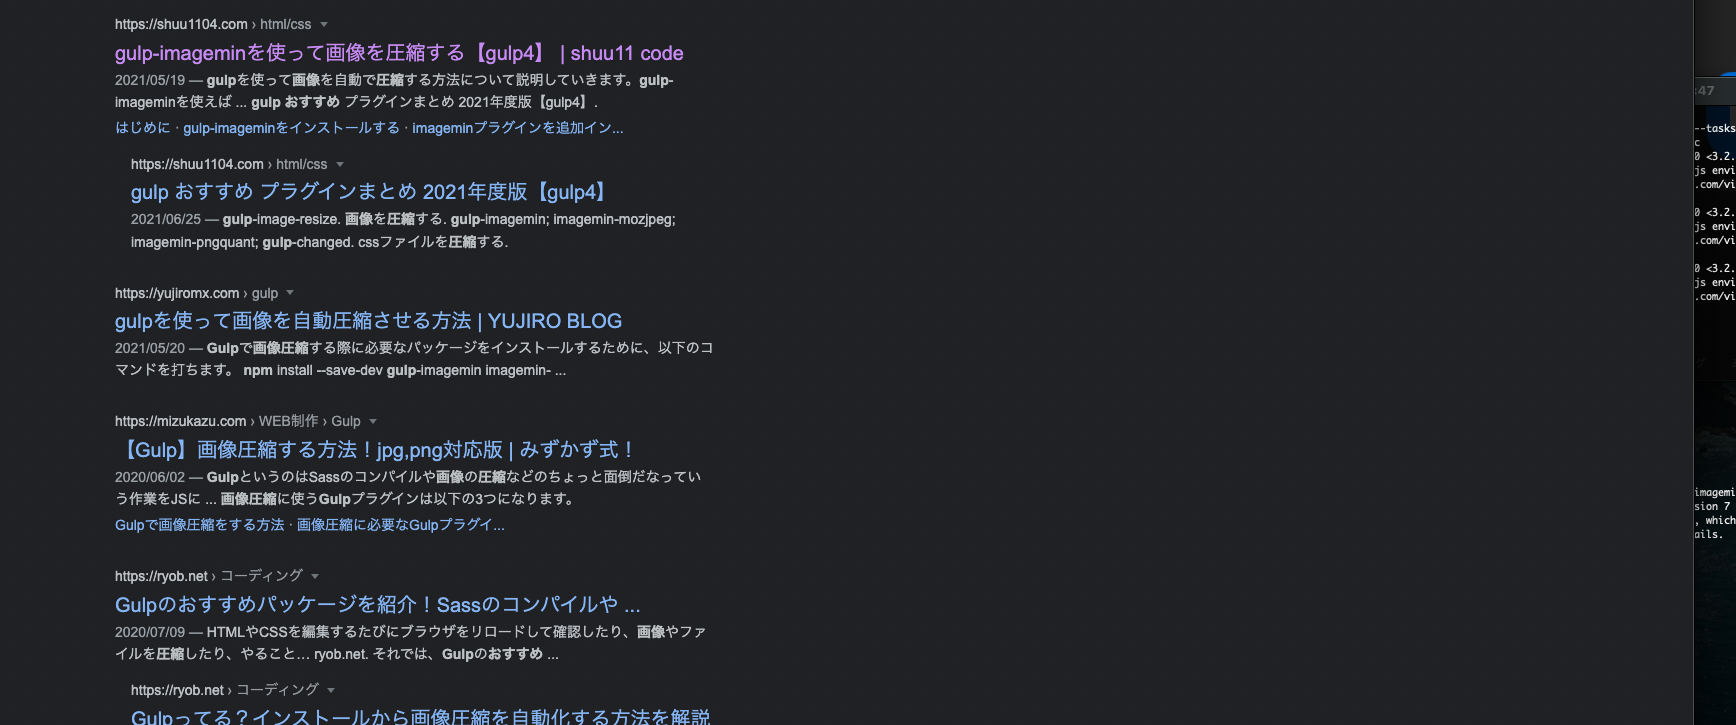 https://shuu1104.com › html/css
gulp-imageminを使って画像を圧縮する【gulp4】 | shuu11 code
2021/05/19 — gulpを使って画像を自動で圧縮する方法について説明していきます。gulp-
imageminを使えば ... gulp おすすめ プラグインまとめ 2021年度版【gulp4】.
はじめに · gulp-imageminをインストールする · imageminプラグインを追加イン...
https://shuu1104.com › html/css
gulp おすすめ プラグインまとめ 2021年度版【gulp4】
2021/06/25 — gulp-image-resize. 画像を圧縮する. gulp-imagemin; imagemin-mozjpeg;
imagemin-pngquant; gulp-changed. cssファイルを圧縮する.
https://yujiromx.com › gulp
gulpを使って画像を自動圧縮させる方法 | YUJIRO BLOG
2021/05/20 — Gulpで画像圧縮する際に必要なパッケージをインストールするために、以下のコ
マンドを打ちます。 npm install --save-dev gulp-imagemin imagemin- ...
https://mizukazu.com › WEB制作 › Gulp
【Gulp】画像圧縮する方法！jpg,png対応版 | みずかず式！
2020/06/02 — GulpというのはSassのコンパイルや画像の圧縮などのちょっと面倒だなってい
う作業をJSに ... 画像圧縮に使うGulpプラグインは以下の3つになります。
Gulpで画像圧縮をする方法 · 画像圧縮に必要なGulpプラグイ...
https://ryob.net › コーディング
Gulpのおすすめパッケージを紹介！Sassのコンパイルや ...
2020/07/09 — HTMLやCSSを編集するたびにブラウザをリロードして確認したり、画像やファ
イルを圧縮したり、やること… ryob.net. それでは、Gulpのおすすめ ...
https://ryob.net › コーディング
Gulpってる？インストールから画像圧縮を自動化する方法を解説
:47
--tasks
c
0 <3.2.
js envi
.com/vi
0 <3.2.
js envi
.com/vi
0 <3.2.
js envi
.com/vi
imagemi
sion 7
, which
ails.